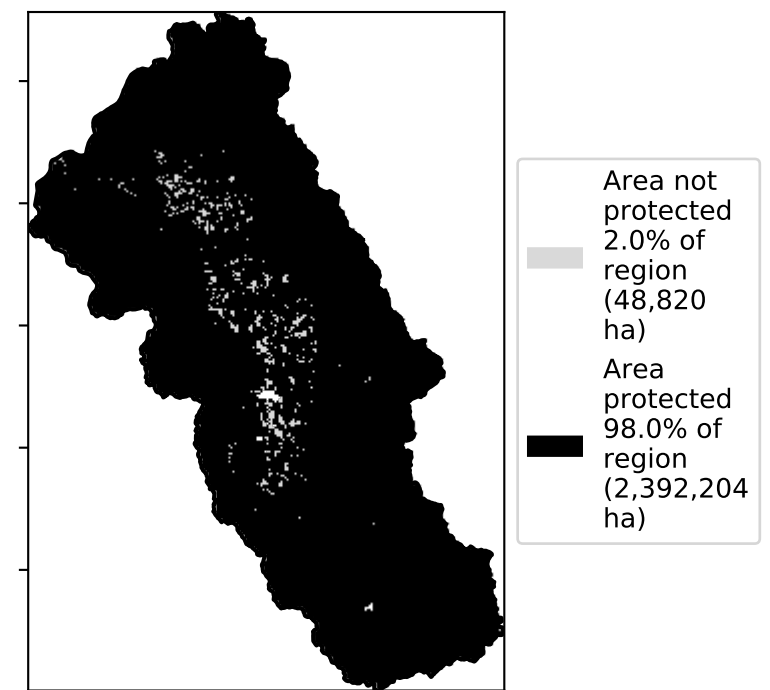 Area not
protected
2.0% of
region
(48,820
ha)
Area
protected
98.0% of
region
(2,392,204
ha)